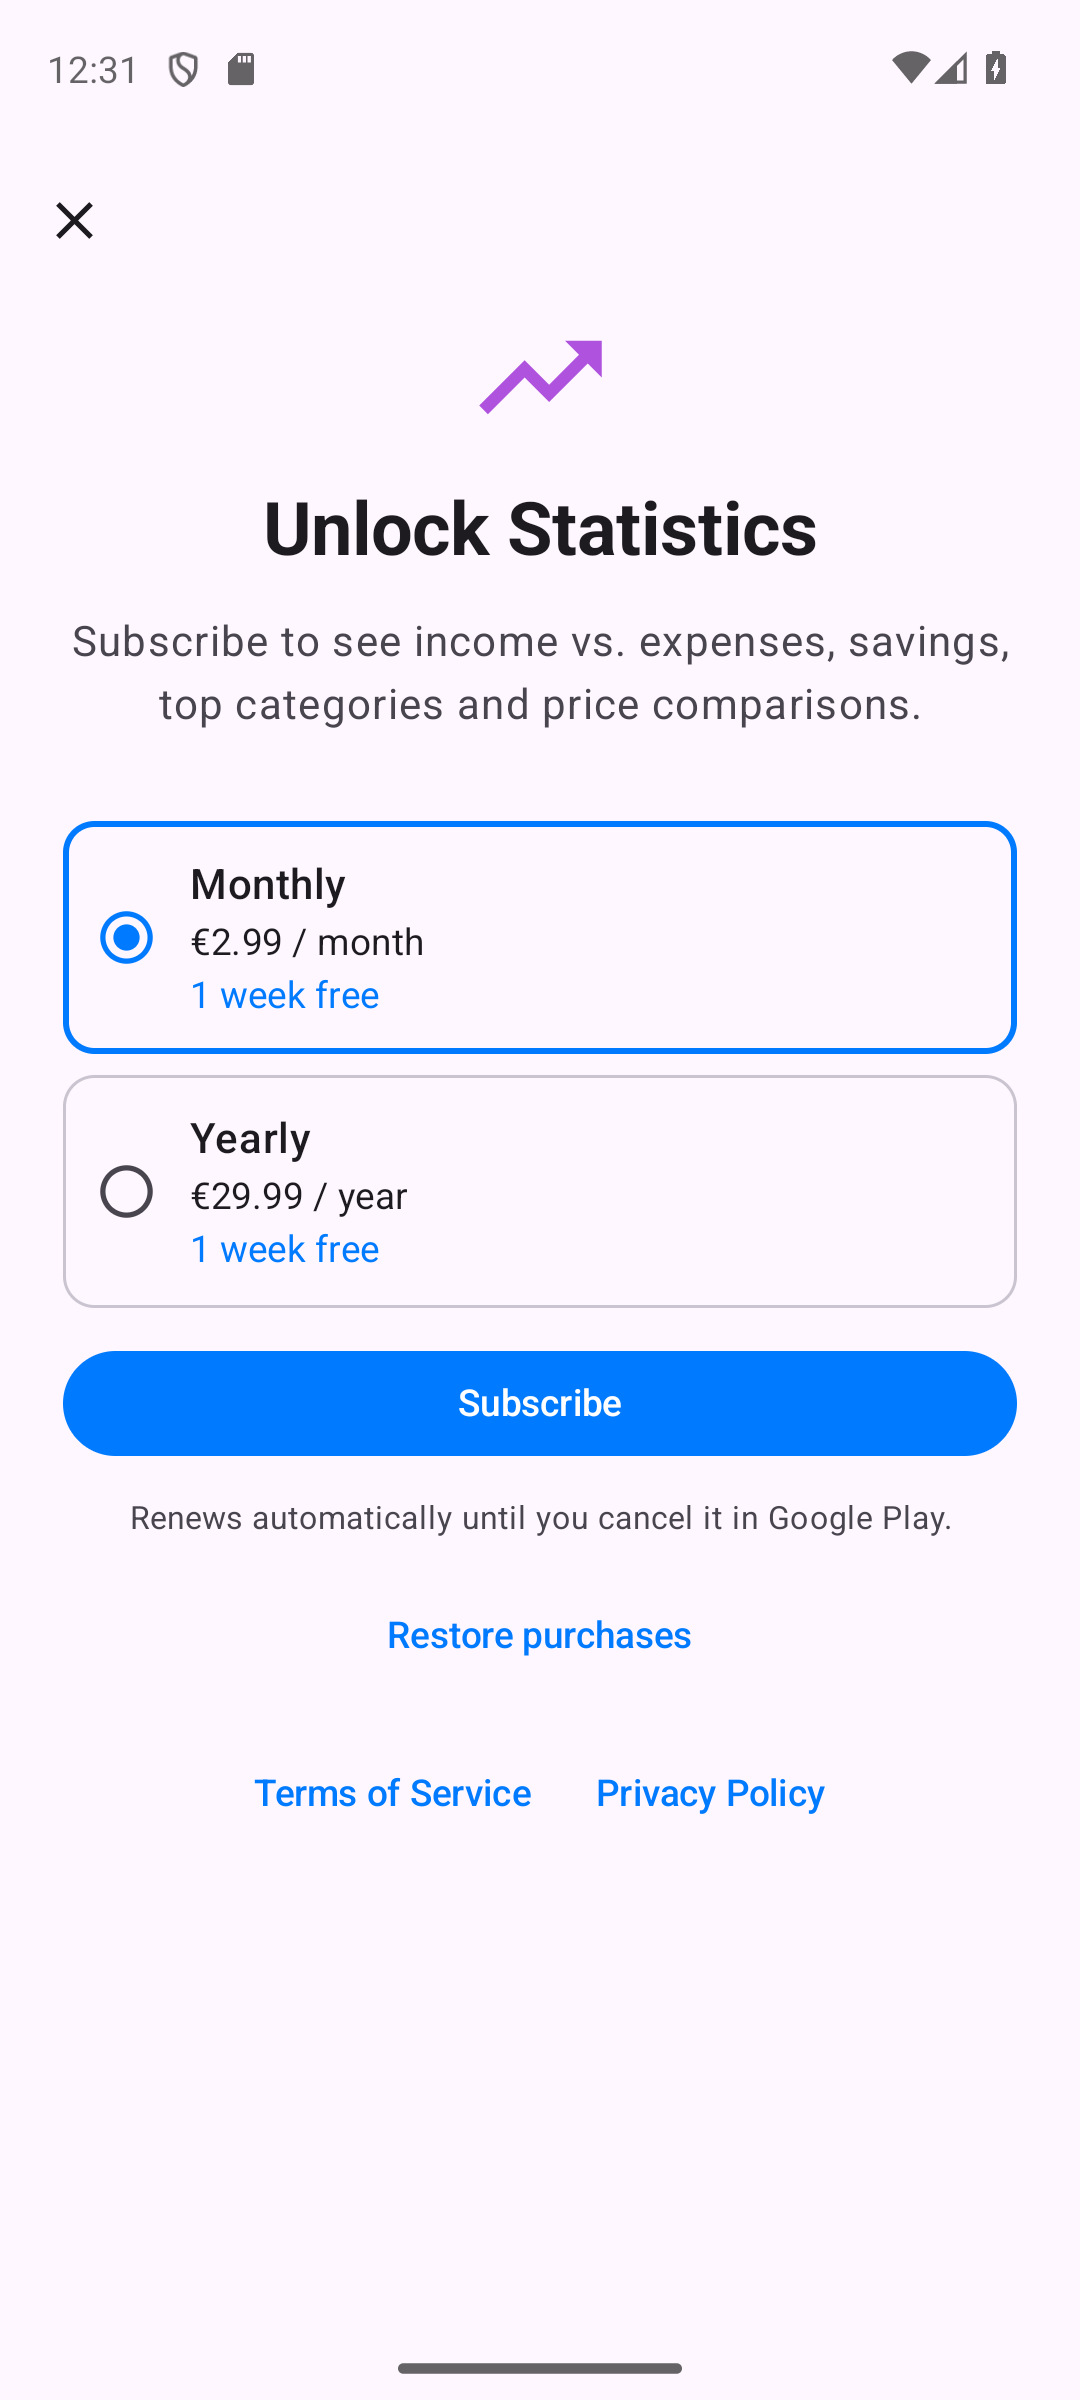 12:31
Unlock Statistics
Subscribe to see income vs. expenses, savings,
top categories and price comparisons.
Monthly
€2.99 / month
1 week free
Yearly
€29.99 / year
1 week free
Subscribe
Renews automatically until you cancel it in Google Play.
Restore purchases
Terms of Service Privacy Policy